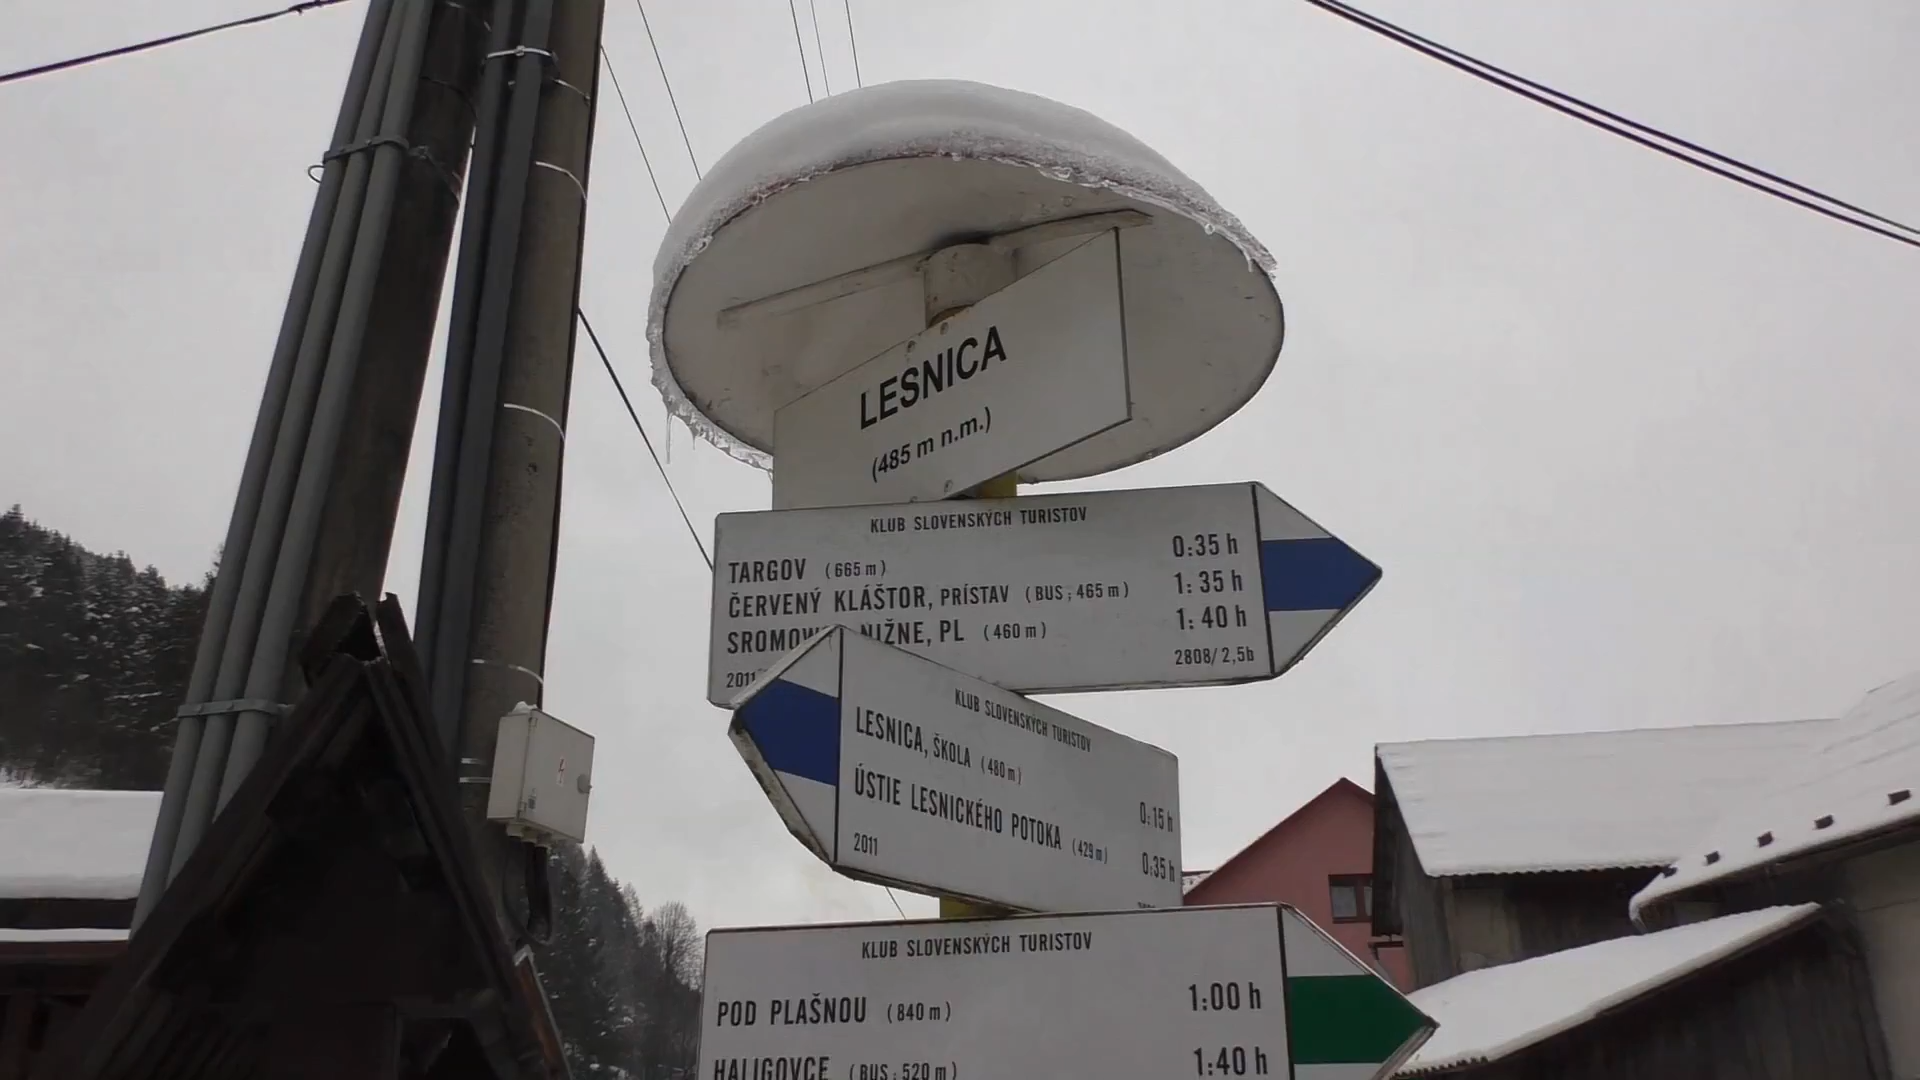 LESNICA
(485 m n.m.)
KLUB SLOVENSKÝCH TURISTOV
TARGOV (665 m) 0:35 h
ČERVENÝ KLÁŠTOR, PRÍSTAV (BUS; 465 m) 1:35 h
NIŽNE, PL (460 m) 1:40 h
2011 2808/2,5b
KLUB SLOVENSKÝCH TURISTOV
LESNICA, ŠKOLA (480 m) 0:15 h
ÚSTIE LESNICKÉHO POTOKA (429 m) 0:35 h
2011
KLUB SLOVENSKÝCH TURISTOV
POD PLAŠNOU (840 m) 1:00 h
HALIGOVCE (BUS; 520 m) 1:40 h